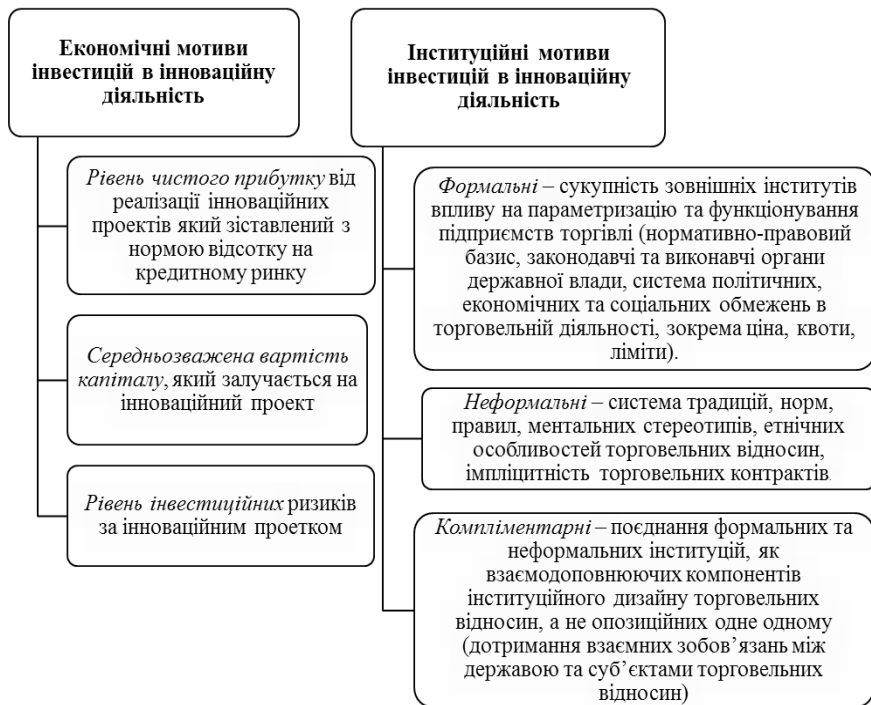 Економічні мотиви
інвестицій в інноваційну
діяльність
Рівень чистого прибутку від
реалізації інноваційних
проектів який зіставлений з
нормою відсотку на
кредитному ринку
Середньозважена вартість
капіталу, який залучається на
інноваційний проект
Рівень інвестиційних ризиків
за інноваційним проетком
Інституційні мотиви
інвестицій в інноваційну
діяльність
Формальні – сукупність зовнішніх інститутів
впливу на параметризацію та функціонування
підприємств торгівлі (нормативно-правовий
базис, законодавчі та виконавчі органи
державної влади, система політичних,
економічних та соціальних обмежень в
торговельній діяльності, зокрема ціна, квоти,
ліміти).
Неформальні – система традицій, норм,
правил, ментальних стереотипів, етнічних
особливостей торговельних відносин,
імпліцитність торговельних контрактів.
Компліментарні – поєднання формальних та
неформальних інституцій, як
взаємодоповнюючих компонентів
інституційного дизайну торговельних
відносин, а не опозиційних одне одному
(дотримання взаємних зобов’язань між
державою та суб’єктами торговельних
відносин)